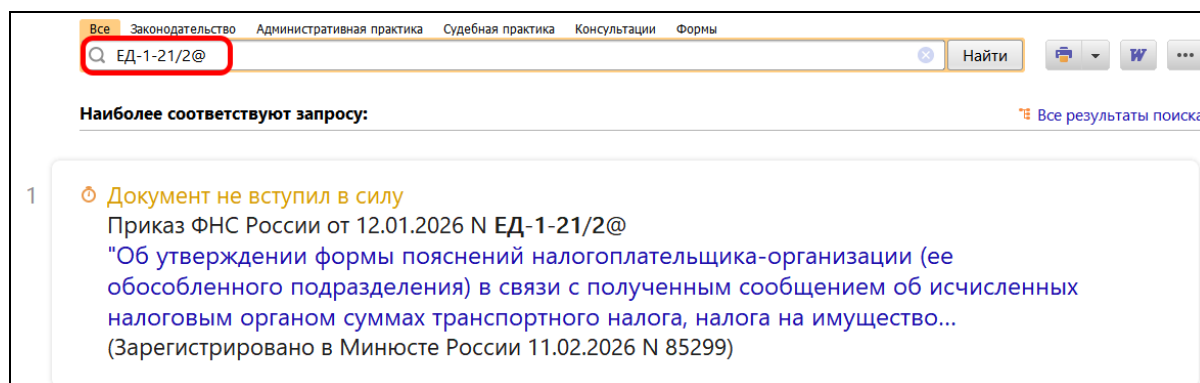 Все Законодательство Административная практика Судебная практика Консультации Формы
ЕД-1-21/2@ Найти W
Наиболее соответствуют запросу: Все результаты поиска
1 Документ не вступил в силу
Приказ ФНС России от 12.01.2026 N ЕД-1-21/2@
"Об утверждении формы пояснений налогоплательщика-организации (ее
обособленного подразделения) в связи с полученным сообщением об исчисленных
налоговым органом суммах транспортного налога, налога на имущество...
(Зарегистрировано в Минюсте России 11.02.2026 N 85299)